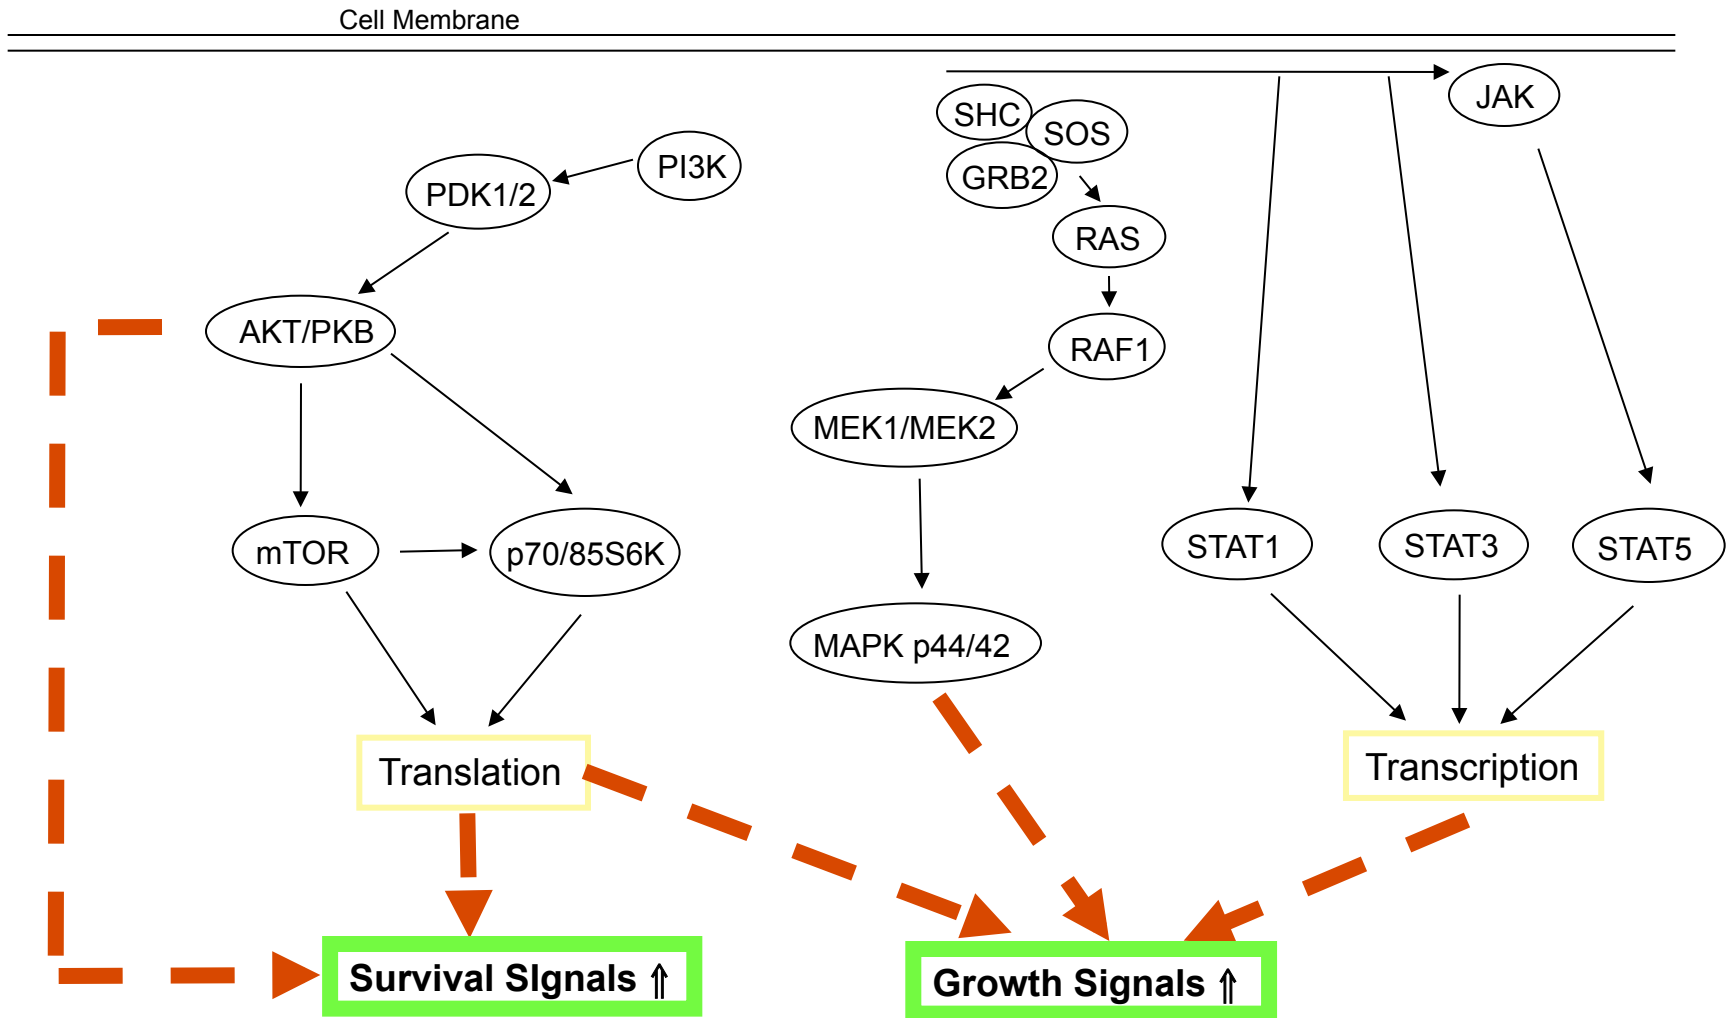 Cell Membrane
JAK
SHC
SOS
PI3K
GRB2
PDK1/2
RAS
AKT/PKB
RAF1
MEK1/MEK2
mTOR
p70/85S6K
STAT1
STAT3
STAT5
MAPK p44/42
Translation
Transcription
Survival SIgnals ⇑
Growth Signals ⇑